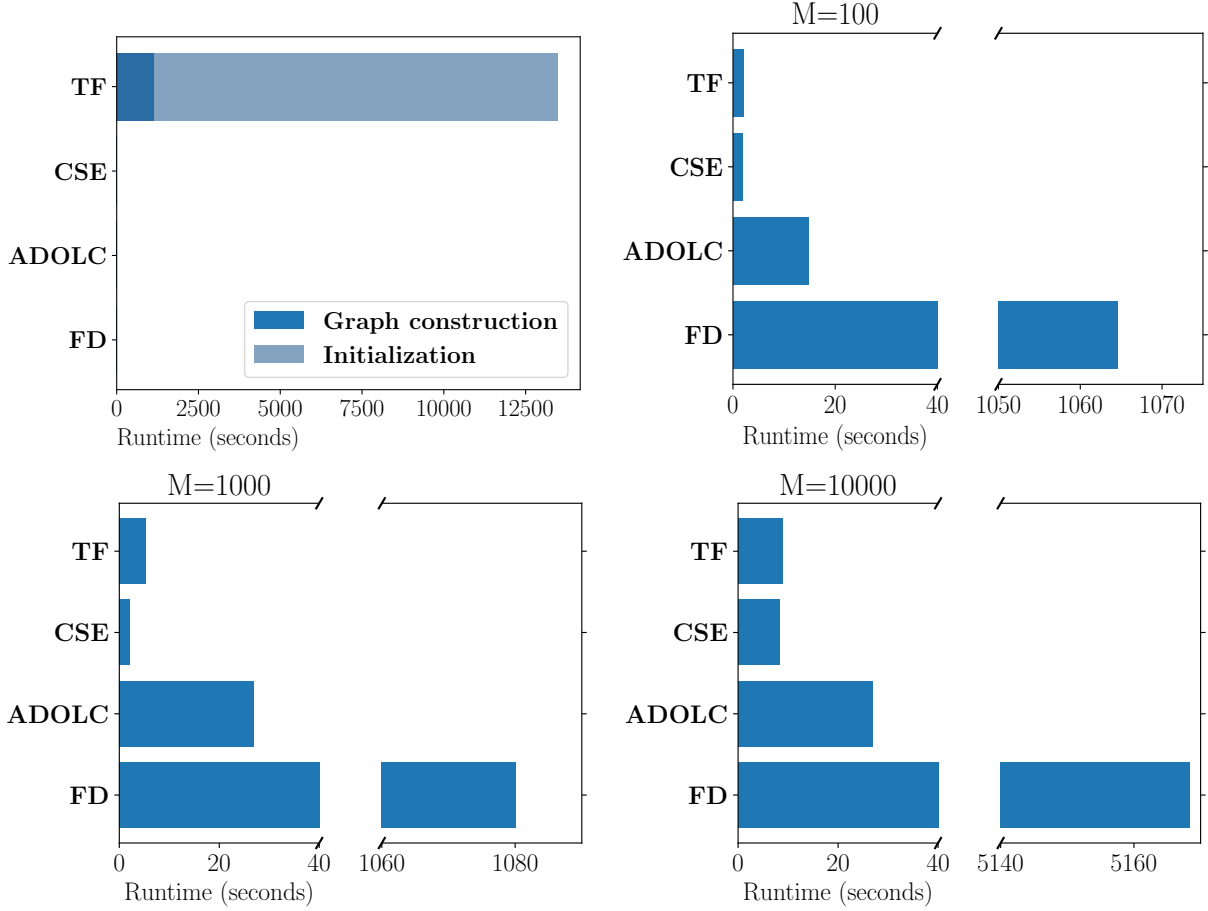 TF
CSE
ADOLC
FD
Graph construction
Initialization
0 2500 5000 7500 10000 12500
Runtime (seconds)
M=100
TF
CSE
ADOLC
FD
0 20 40 1050 1060 1070
Runtime (seconds)
M=1000
TF
CSE
ADOLC
FD
0 20 40 1060 1080
Runtime (seconds)
M=10000
TF
CSE
ADOLC
FD
0 20 40 5140 5160
Runtime (seconds)